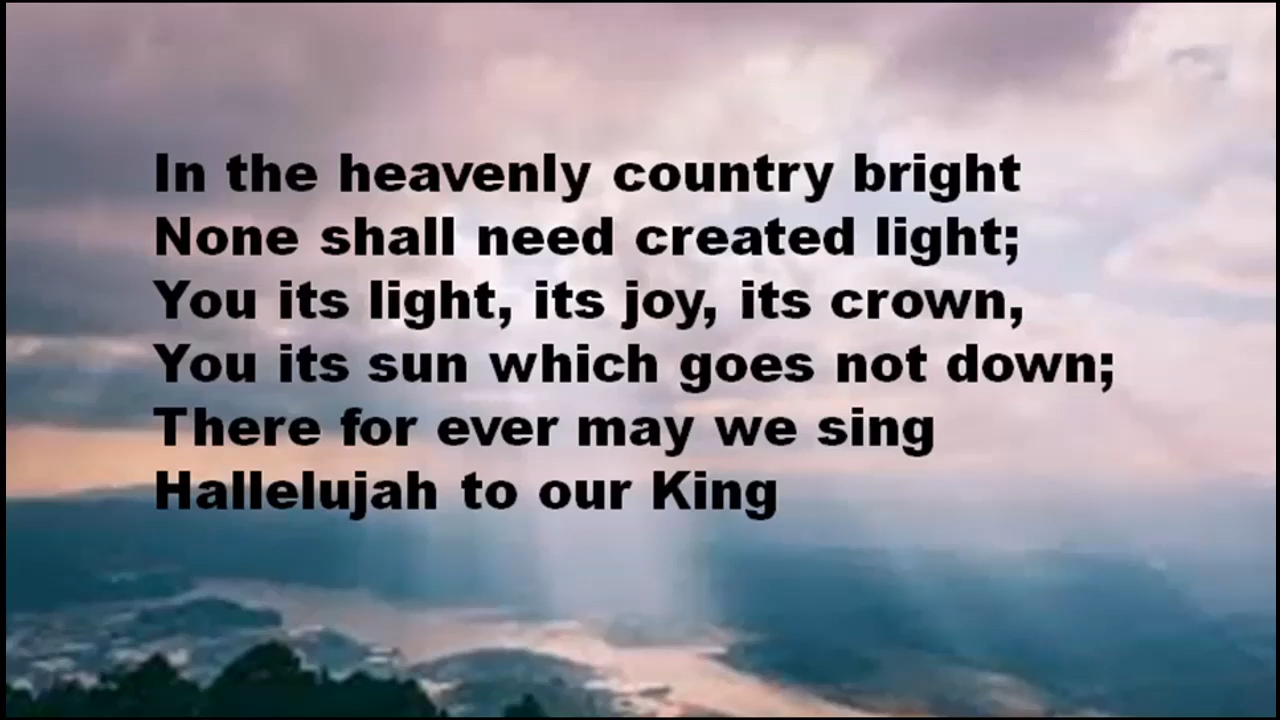 In the heavenly country bright
None shall need created light;
You its light, its joy, its crown,
You its sun which goes not down;
There for ever may we sing
Hallelujah to our King